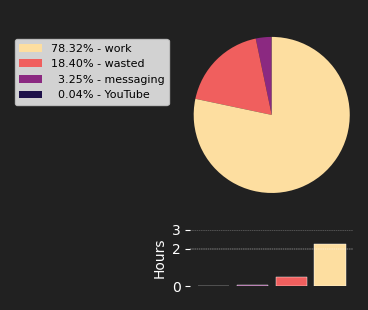 78.32% - work
18.40% - wasted
3.25% - messaging
0.04% - YouTube
3
2
0
Hours